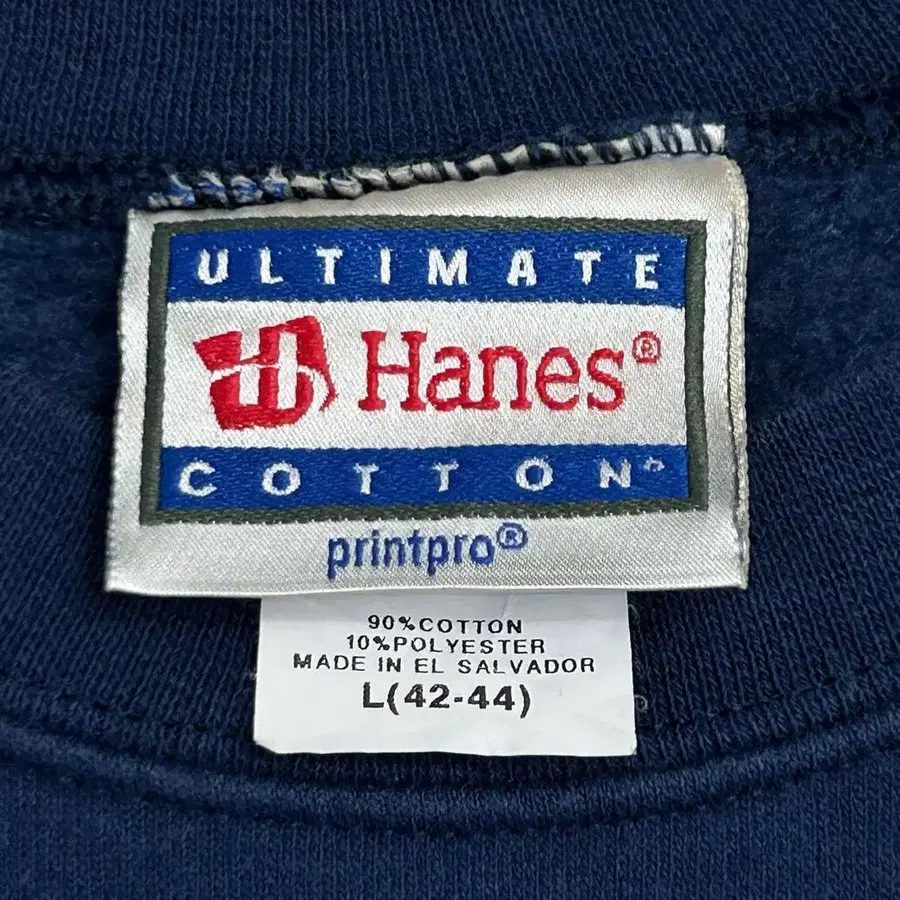 ULTIMATE
Hanes®
COTTON
printpro®
90%COTTON
10%POLYESTER
MADE IN EL SALVADOR
L(42-44)